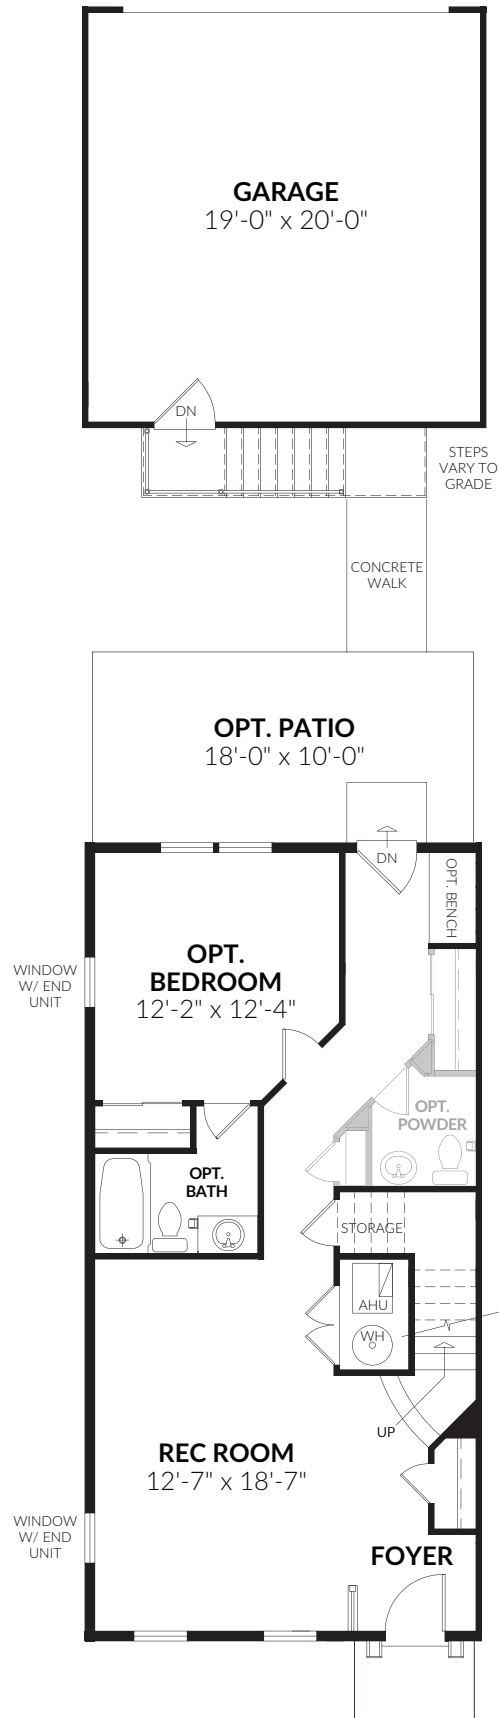 GARAGE
19'-0" x 20'-0"
DN
STEPS
VARY TO
GRADE
CONCRETE
WALK
OPT. PATIO
18'-0" x 10'-0"
DN
OPT. BENCH
OPT.
BEDROOM
12'-2" x 12'-4"
WINDOW
W/ END
UNIT
OPT.
POWDER
OPT.
BATH
STORAGE
AHU
WH
UP
REC ROOM
12'-7" x 18'-7"
WINDOW
W/ END
UNIT
FOYER